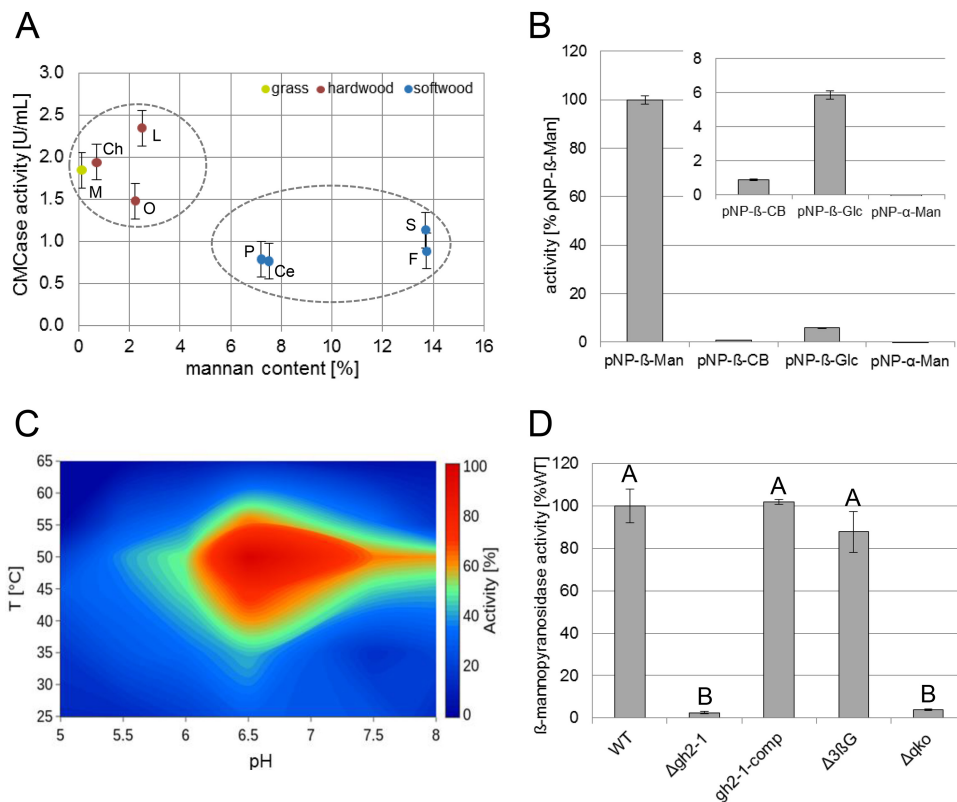 A
CMCase activity [U/mL]
3.0
2.5
2.0
1.5
1.0
0.5
0.0
grass hardwood softwood
L
Ch
M
O
S
P
Ce
F
0 2 4 6 8 10 12 14 16
mannan content [%]
B
activity [% pNP-ß-Man]
120
100
80
60
40
20
0
8
6
4
2
0
pNP-ß-CB pNP-ß-Glc pNP-α-Man
pNP-ß-Man pNP-ß-CB pNP-ß-Glc pNP-α-Man
C
T [°C]
65
60
55
50
45
40
35
30
25
5 5.5 6 6.5 7 7.5 8
pH
Activity [%]
100
80
60
40
20
0
D
ß-mannopyranosidase activity [%WT]
120
100
80
60
40
20
0
A
B
A
A
B
WT
Δgh2-1
gh2-1-comp
Δ3ßG
Δqko